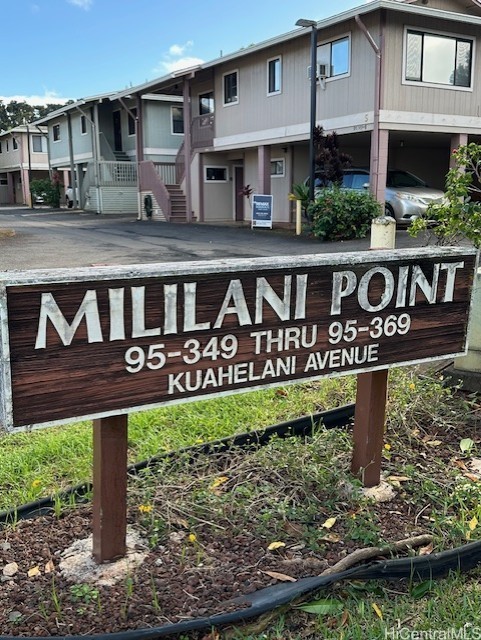 MILILANI POINT
95-349 THRU 95-369
KUAHELANI AVENUE
HiCentralMLS